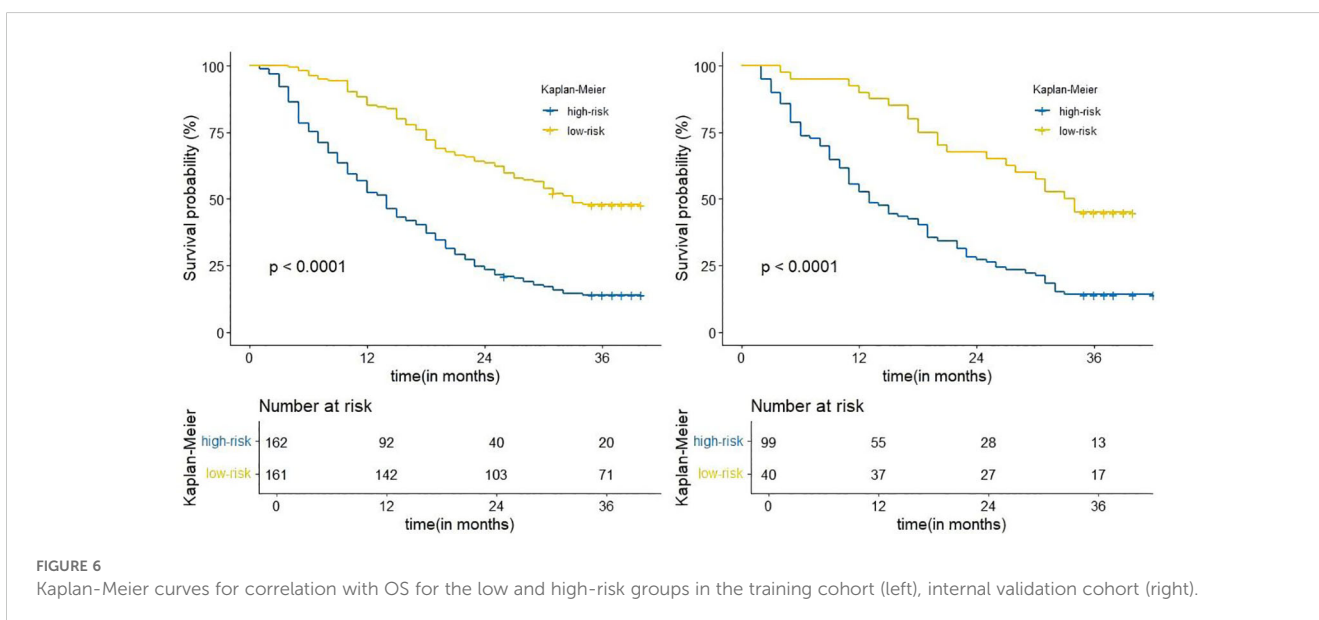 100
75
50
25
0
Survival probability (%)
Kaplan-Meier
high-risk
low-risk
p < 0.0001
0 12 24 36
time(in months)
Number at risk
Kaplan-Meier
high-risk 162 92 40 20
low-risk 161 142 103 71
0 12 24 36
time(in months)
100
75
50
25
0
Survival probability (%)
Kaplan-Meier
high-risk
low-risk
p < 0.0001
0 12 24 36
time(in months)
Number at risk
Kaplan-Meier
high-risk 99 55 28 13
low-risk 40 37 27 17
0 12 24 36
time(in months)
FIGURE 6
Kaplan-Meier curves for correlation with OS for the low and high-risk groups in the training cohort (left), internal validation cohort (right).